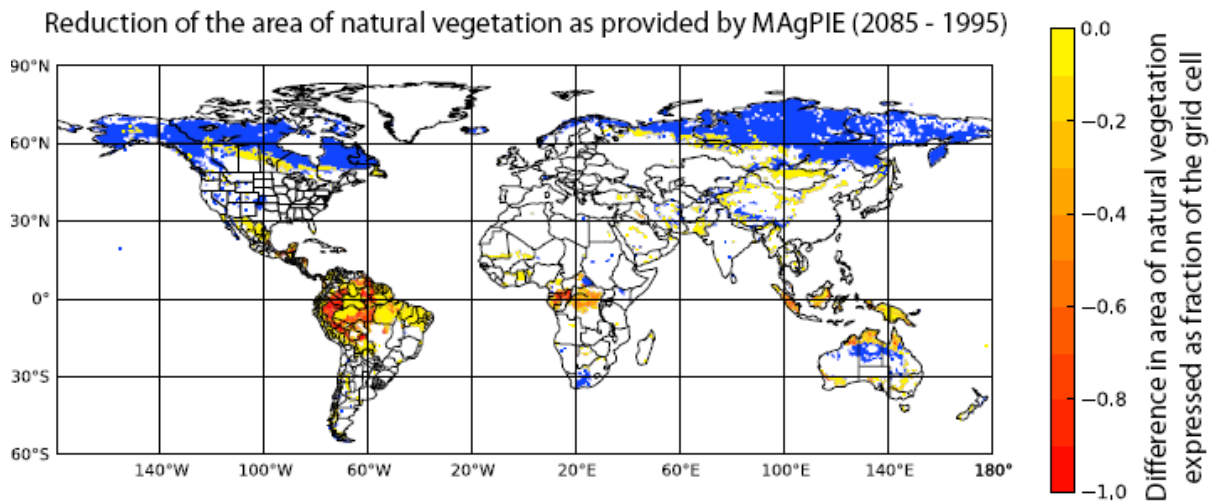 Reduction of the area of natural vegetation as provided by MAgPIE (2085 - 1995)
90°N
60°N
30°N
0°
30°S
60°S
140°W
100°W
60°W
20°W
20°E
60°E
100°E
140°E
180°
0.0
−0.2
−0.4
−0.6
−0.8
−1,0
Difference in area of natural vegetation
expressed as fraction of the grid cell